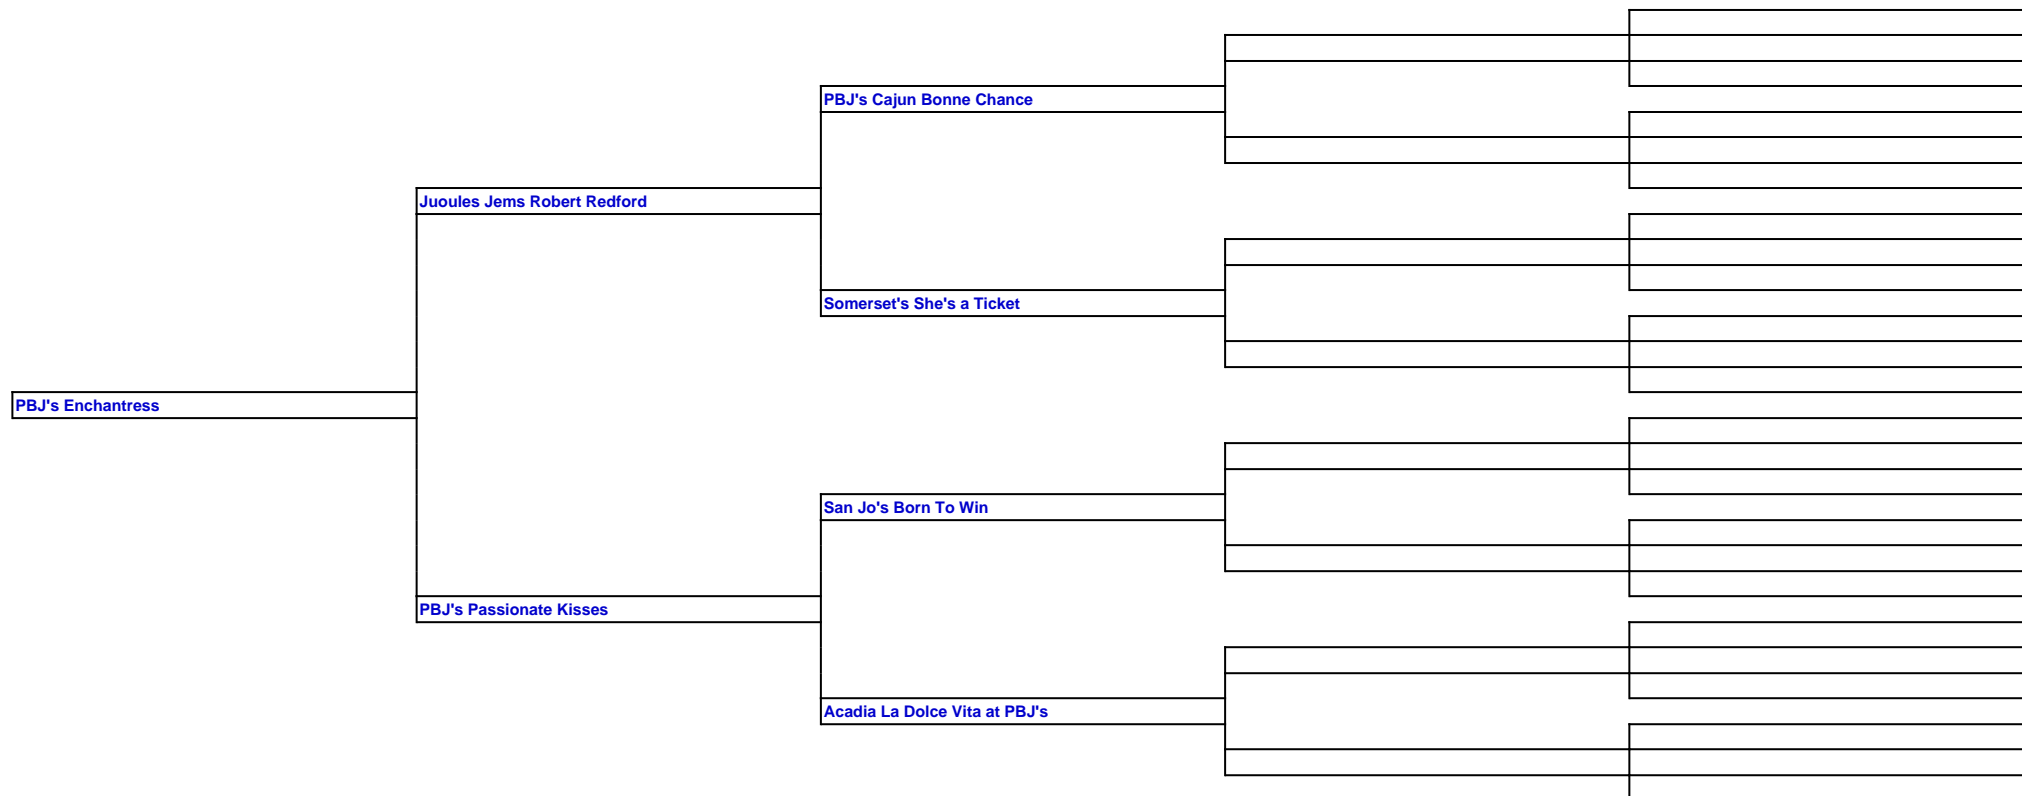 PBJ's Cajun Bonne Chance
Juoules Jems Robert Redford
Somerset's She's a Ticket
PBJ's Enchantress
San Jo's Born To Win
PBJ's Passionate Kisses
Acadia La Dolce Vita at PBJ's